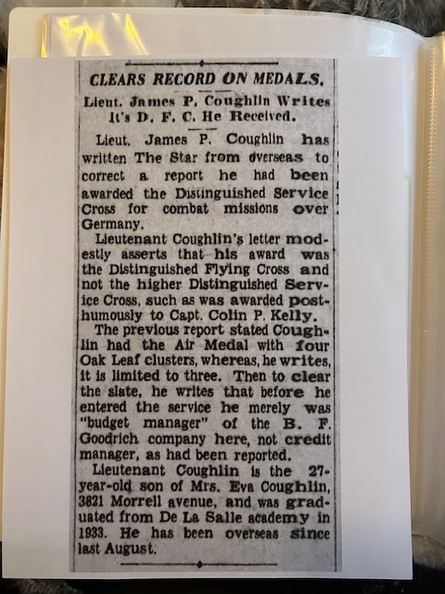 CLEARS RECORD ON MEDALS.
Lieut. James P. Coughlin Writes
It's D. F. C. He Received.
Lieut. James P. Coughlin has
written The Star from overseas to
correct a report he had been
awarded the Distinguished Service
Cross for combat missions over
Germany.
Lieutenant Coughlin's letter mod-
estly asserts that his award was
the Distinguished Flying Cross and
not the higher Distinguished Serv-
ice Cross, such as was awarded post-
humously to Capt. Colin P. Kelly.
The previous report stated Cough-
lin had the Air Medal with four
Oak Leaf clusters, whereas, he writes,
it is limited to three. Then to clear
the slate, he writes that before he
entered the service he merely was
"budget manager" of the B. F.
Goodrich company here, not credit
manager, as had been reported.
Lieutenant Coughlin is the 27-
year-old son of Mrs. Eva Coughlin,
3821 Morrell avenue, and was grad-
uated from De La Salle academy in
1933. He has been overseas since
last August.